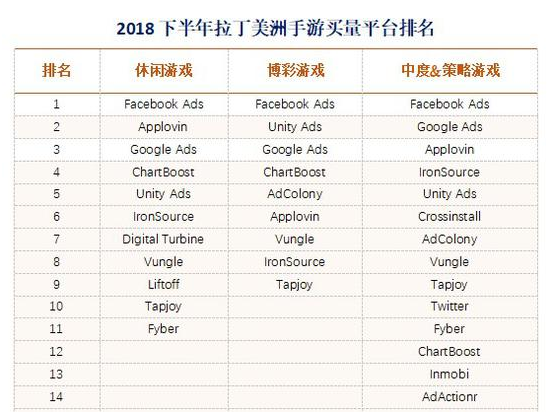 2018下半年拉丁美洲手游买量平台排名
排名 休闲游戏 博彩游戏 中度&策略游戏
1 Facebook Ads Facebook Ads Facebook Ads
2 Applovin Unity Ads Google Ads
3 Google Ads Google Ads Applovin
4 ChartBoost ChartBoost IronSource
5 Unity Ads AdColony Unity Ads
6 IronSource Applovin Crossinstall
7 Digital Turbine Vungle AdColony
8 Vungle IronSource Vungle
9 Liftoff Tapjoy Tapjoy
10 Tapjoy Twitter
11 Fyber Fyber
12 ChartBoost
13 Inmobi
14 AdActionr